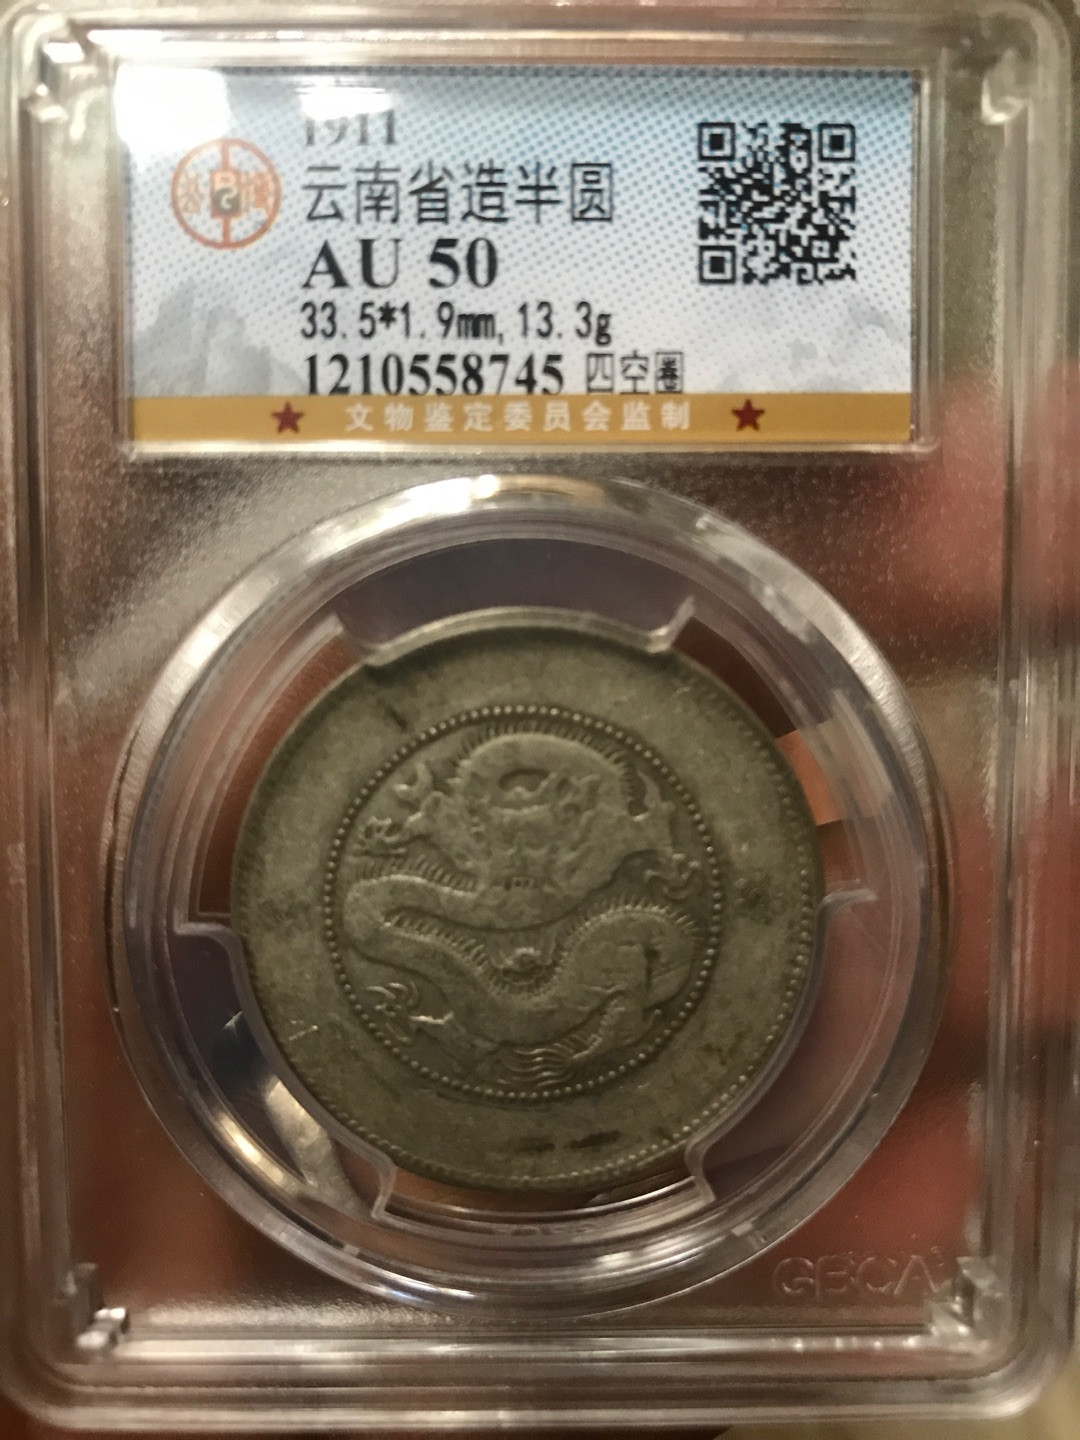 1911
云南省造半圆
AU 50
33.5*1.9mm, 13.3g
1210558745 四空圈
★ 文物鉴定委员会监制 ★
GBCA